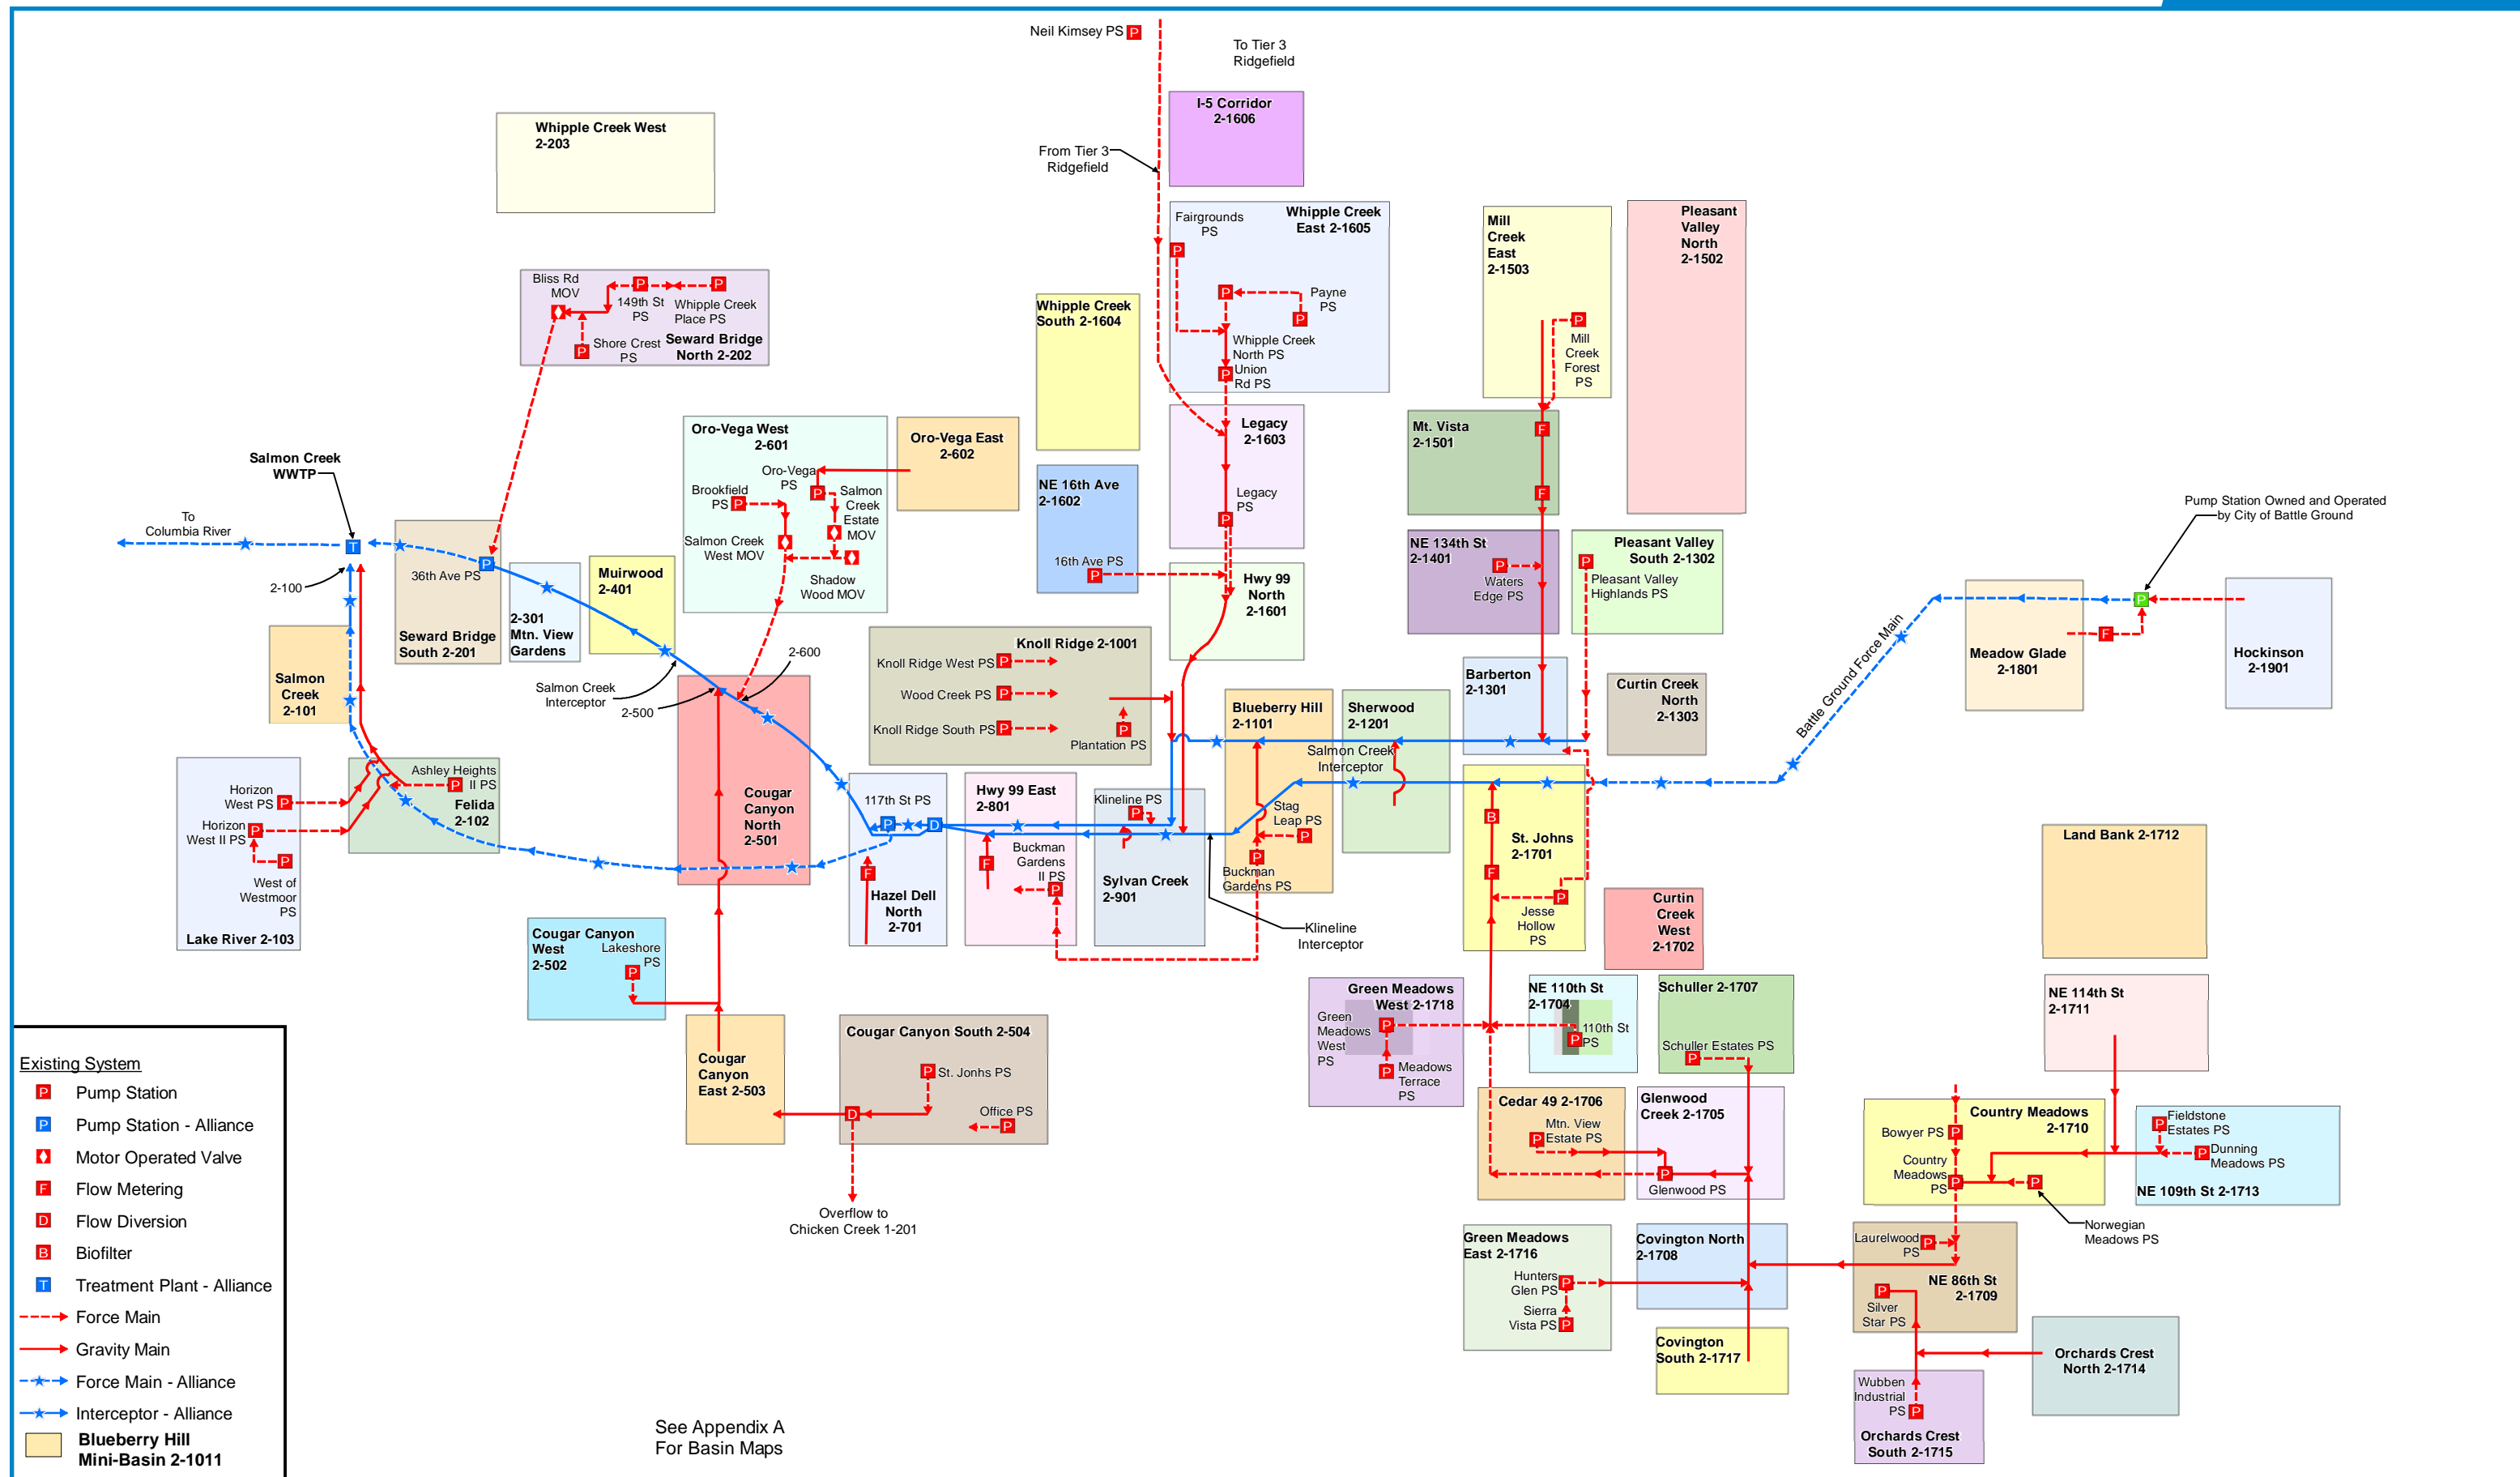 Neil Kimsey PS
P
To Tier 3
Ridgefield
I-5 Corridor
2-1606
From Tier 3
Ridgefield
Whipple Creek West
2-203
Fairgrounds
PS
P
Whipple Creek
East 2-1605
P
Payne
PS
P
Whipple Creek
North PS
Union
Rd PS
P
Mill
Creek
East
2-1503
P
Mill
Creek
Forest
PS
Pleasant
Valley
North
2-1502
Bliss Rd
MOV
P
149th St
PS
P
Whipple Creek
Place PS
P
Shore Crest
PS
Seward Bridge
North 2-202
Whipple Creek
South 2-1604
Legacy
2-1603
Legacy
PS
P
Mt. Vista
2-1501
F
F
Oro-Vega West
2-601
Oro-Vega
PS
P
Brookfield
PS
P
Salmon
Creek
Estate
MOV
Salmon Creek
West MOV
Shadow
Wood MOV
Oro-Vega East
2-602
NE 16th Ave
2-1602
16th Ave PS
P
Salmon Creek
WWTP
To
Columbia River
T
2-100
36th Ave PS
P
Seward Bridge
South 2-201
2-301
Mtn. View
Gardens
Muirwood
2-401
Hwy 99
North
2-1601
NE 134th St
2-1401
P
Waters
Edge PS
Pleasant Valley
South 2-1302
P
Pleasant Valley
Highlands PS
Pump Station Owned and Operated
by City of Battle Ground
P
F
Meadow Glade
2-1801
Hockinson
2-1901
Battle Ground Force Main
Salmon
Creek
2-101
Salmon Creek
Interceptor
2-500
2-600
Knoll Ridge 2-1001
Knoll Ridge West PS
P
Wood Creek PS
P
Knoll Ridge South PS
P
P
Plantation PS
Blueberry Hill
2-1101
Sherwood
2-1201
Salmon Creek
Interceptor
Barberton
2-1301
Curtin Creek
North
2-1303
Horizon
West PS
P
Horizon
West II PS
P
P
West of
Westmoor
PS
Lake River 2-103
Ashley Heights
II PS
P
Felida
2-102
Cougar
Canyon
North
2-501
117th St PS
P
D
F
Hazel Dell
North
2-701
Hwy 99 East
2-801
F
Buckman
Gardens
II PS
P
Klineline PS
P
Sylvan Creek
2-901
Stag
Leap PS
P
P
Buckman
Gardens PS
Klineline
Interceptor
B
F
St. Johns
2-1701
P
Jesse
Hollow
PS
Curtin
Creek
West
2-1702
Land Bank 2-1712
Cougar Canyon
West
2-502
Lakeshore
PS
P
Cougar
Canyon
East 2-503
Cougar Canyon South 2-504
P
St. Jonhs PS
D
Office PS
P
Overflow to
Chicken Creek 1-201
Green Meadows
West 2-1718
Green
Meadows
West
PS
P
P
Meadows
Terrace
PS
NE 110th St
2-1704
110th St
PS
P
Schuller 2-1707
Schuller Estates PS
P
NE 114th St
2-1711
Cedar 49 2-1706
Mtn. View
Estate PS
P
Glenwood
Creek 2-1705
P
Glenwood PS
Country Meadows
2-1710
Bowyer PS
P
Country
Meadows
PS
P
P
Norwegian
Meadows PS
Fieldstone
Estates PS
P
Dunning
Meadows PS
P
NE 109th St 2-1713
Green Meadows
East 2-1716
Hunters
Glen PS
P
Sierra
Vista PS
P
Covington North
2-1708
Covington
South 2-1717
Laurelwood
PS
P
NE 86th St
2-1709
P
Silver
Star PS
Orchards Crest
North 2-1714
Wubben
Industrial
PS
P
Orchards Crest
South 2-1715
Existing System
P Pump Station
P Pump Station - Alliance
Motor Operated Valve
F Flow Metering
D Flow Diversion
B Biofilter
T Treatment Plant - Alliance
Force Main
Gravity Main
Force Main - Alliance
Interceptor - Alliance
Blueberry Hill
Mini-Basin 2-1011
See Appendix A
For Basin Maps